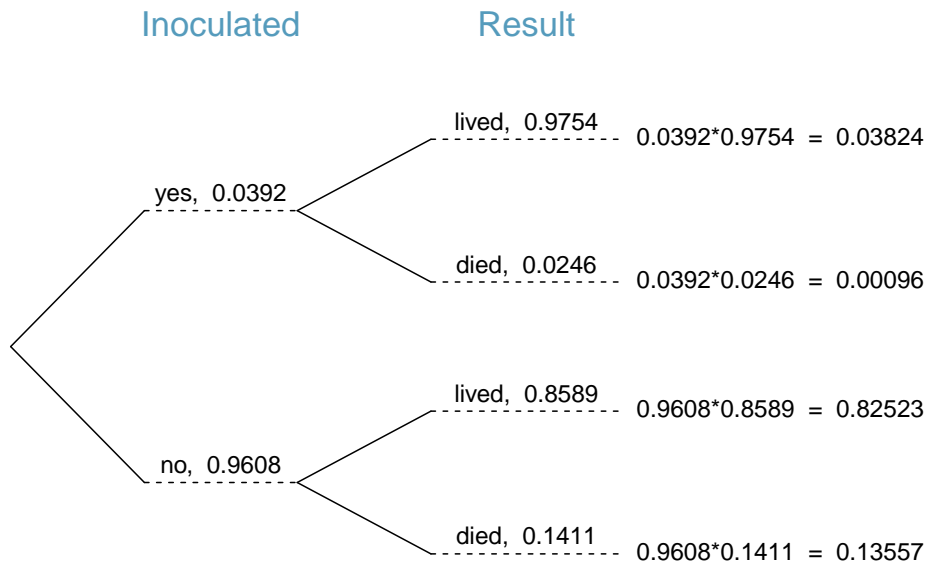 Inoculated Result
lived, 0.9754
0.0392*0.9754 = 0.03824
yes, 0.0392
died, 0.0246
0.0392*0.0246 = 0.00096
lived, 0.8589
0.9608*0.8589 = 0.82523
no, 0.9608
died, 0.1411
0.9608*0.1411 = 0.13557